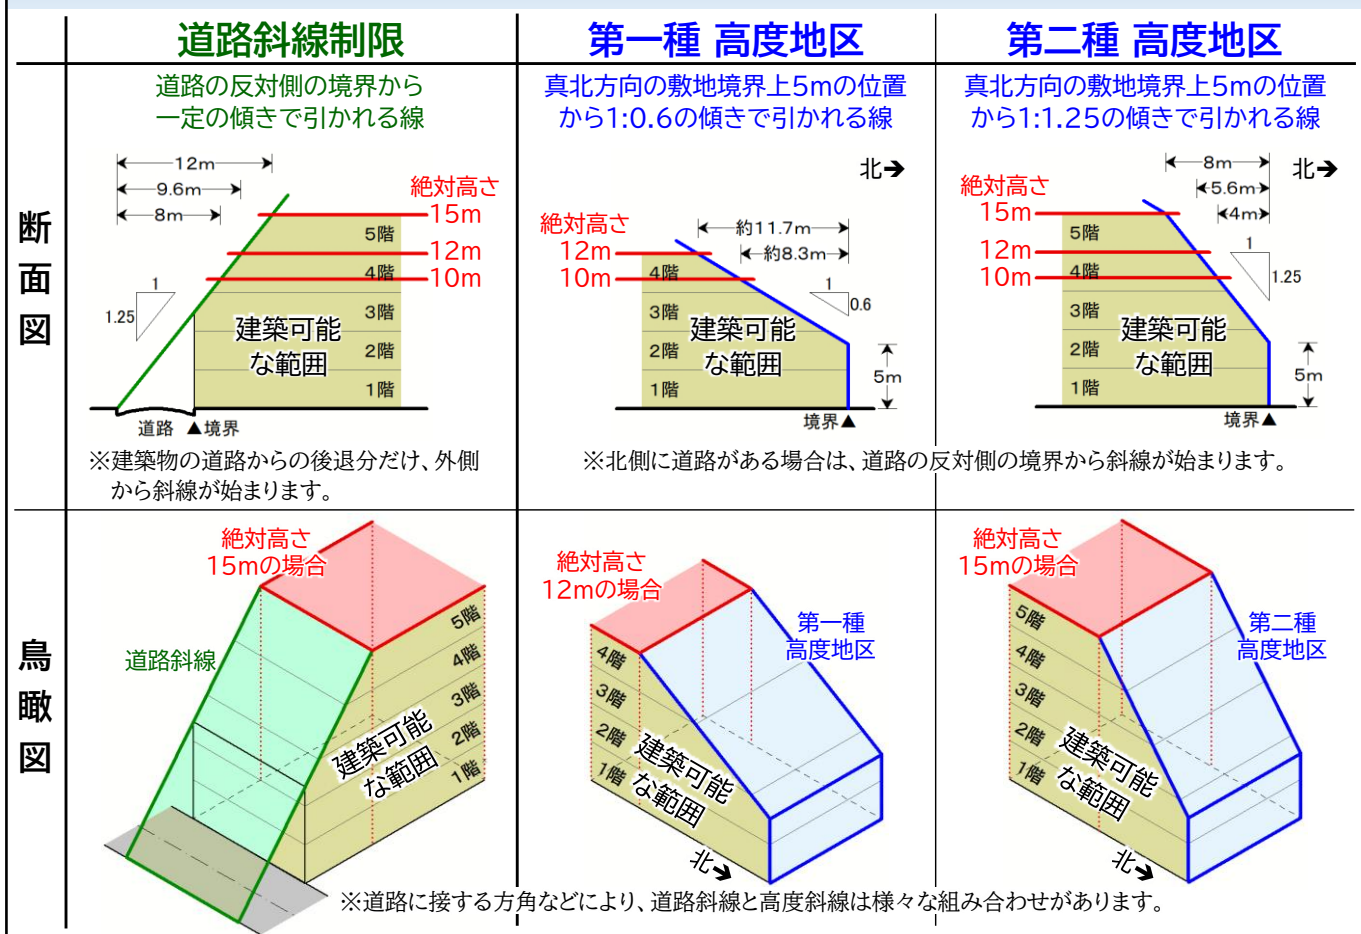 道路斜線制限
第一種 高度地区
第二種 高度地区
道路の反対側の境界から
一定の傾きで引かれる線
真北方向の敷地境界上5mの位置
から1:0.6の傾きで引かれる線
真北方向の敷地境界上5mの位置
から1:1.25の傾きで引かれる線
断面図
12m
9.6m
8m
絶対高さ
15m
12m
10m
5階
4階
3階
2階
1階
1
1.25
建築可能
な範囲
道路 ▲境界
※建築物の道路からの後退分だけ、外側
から斜線が始まります。
北➔
絶対高さ
12m
10m
約11.7m
約8.3m
1
0.6
4階
3階
2階
1階
建築可能
な範囲
5m
境界▲
北➔
絶対高さ
15m
12m
10m
8m
5.6m
4m
1
1.25
5階
4階
3階
2階
1階
建築可能
な範囲
5m
境界▲
※北側に道路がある場合は、道路の反対側の境界から斜線が始まります。
鳥瞰図
絶対高さ
15mの場合
道路斜線
5階
4階
3階
2階
1階
建築可能
な範囲
絶対高さ
12mの場合
第一種
高度地区
4階
3階
2階
1階
建築可能
な範囲
北➔
絶対高さ
15mの場合
第二種
高度地区
5階
4階
3階
2階
1階
建築可能
な範囲
北➔
※道路に接する方角などにより、道路斜線と高度斜線は様々な組み合わせがあります。